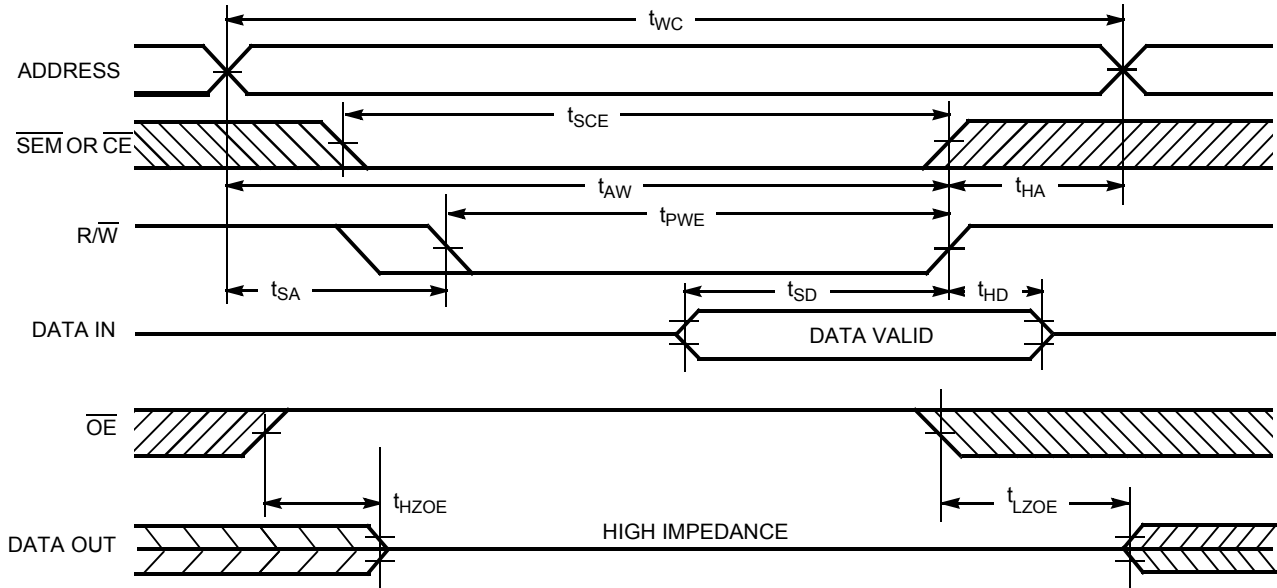 tWC
ADDRESS
tSCE
SEM OR CE
tAW
tHA
tPWE
R/W
tSA
tSD
tHD
DATA IN
DATA VALID
OE
tHZOE
tLZOE
HIGH IMPEDANCE
DATA OUT